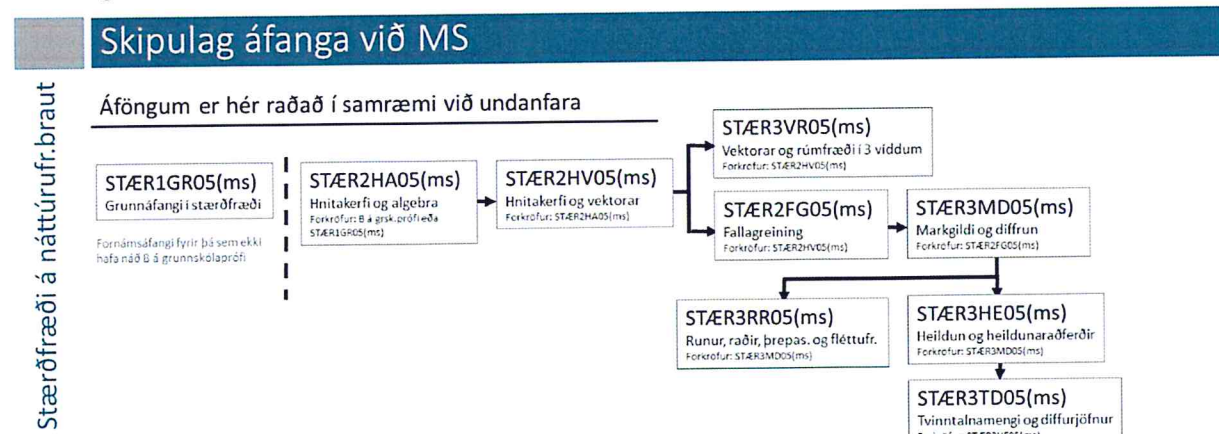 Skipulag áfanga við MS
Stærðfræði á náttúrufr.braut
Áföngum er hér raðað í samræmi við undanfara
STÆR1GR05(ms)
Grunnáfangi í stærðfræði
Fornámsáfangi fyrir þá sem ekki
hafa náð B á grunnskólaprófi
STÆR2HA05(ms)
Hnitakerfi og algebra
Forkröfur: B á grsk.prófi eða
STÆR1GR05(ms)
STÆR2HV05(ms)
Hnitakerfi og vektorar
Forkröfur: STÆR2HA05(ms)
STÆR3VR05(ms)
Vektorar og rúmfræði í 3 víddum
Forkröfur: STÆR2HV05(ms)
STÆR2FG05(ms)
Fallagreining
Forkröfur: STÆR2HV05(ms)
STÆR3MD05(ms)
Markgildi og diffrun
Forkröfur: STÆR2FG05(ms)
STÆR3RR05(ms)
Runur, raðir, þrepas. og fléttufr.
Forkröfur: STÆR3MD05(ms)
STÆR3HE05(ms)
Heildun og heildunaraðferðir
Forkröfur: STÆR3MD05(ms)
STÆR3TD05(ms)
Tvinntalnamengi og diffurjöfnur